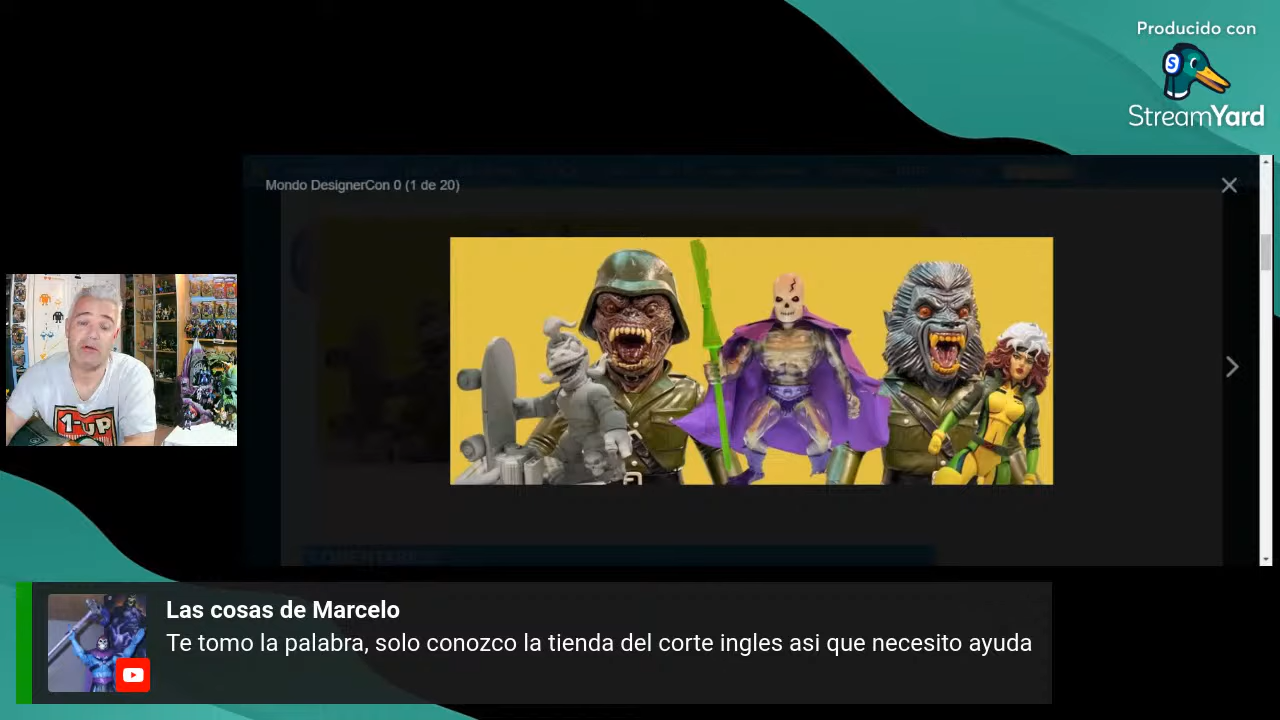 Producido con
StreamYard
Mondo DesignerCon 0 (1 de 20)
1-UP
Las cosas de Marcelo
Te tomo la palabra, solo conozco la tienda del corte ingles asi que necesito ayuda